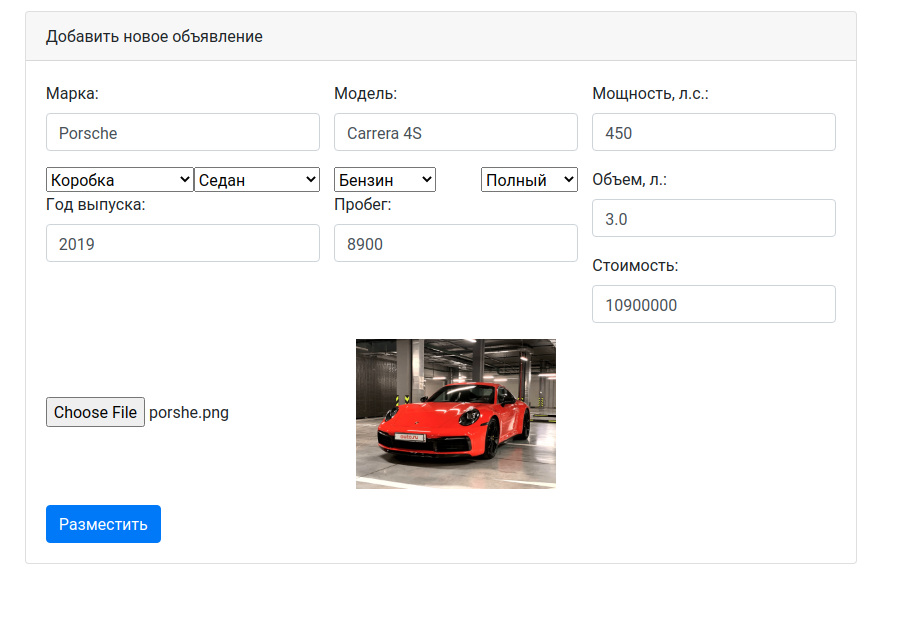 Добавить новое объявление
Марка: Модель: Мощность, л.с.:
Porsche Carrera 4S 450
Коробка Седан Бензин Полный Объем, л.:
Год выпуска: Пробег:
2019 8900 3.0
Стоимость:
10900000
Choose File porshe.png
Разместить